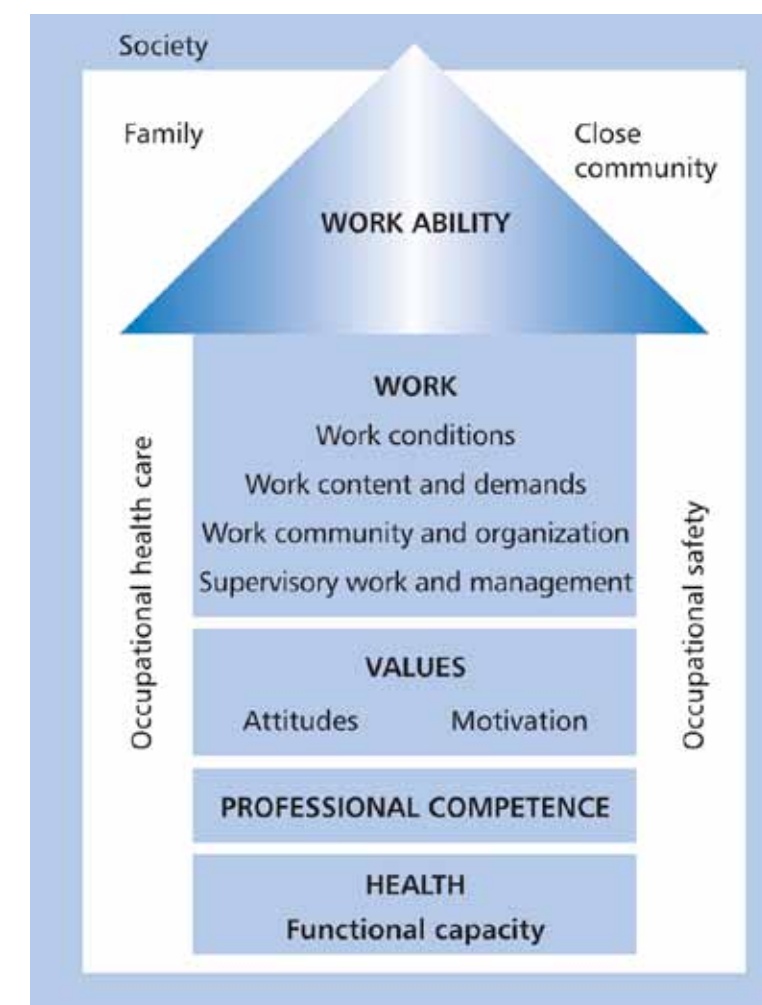 Society
Family
Close
community
WORK ABILITY
WORK
Work conditions
Work content and demands
Work community and organization
Supervisory work and management
Occupational health care
Occupational safety
VALUES
Attitudes Motivation
PROFESSIONAL COMPETENCE
HEALTH
Functional capacity